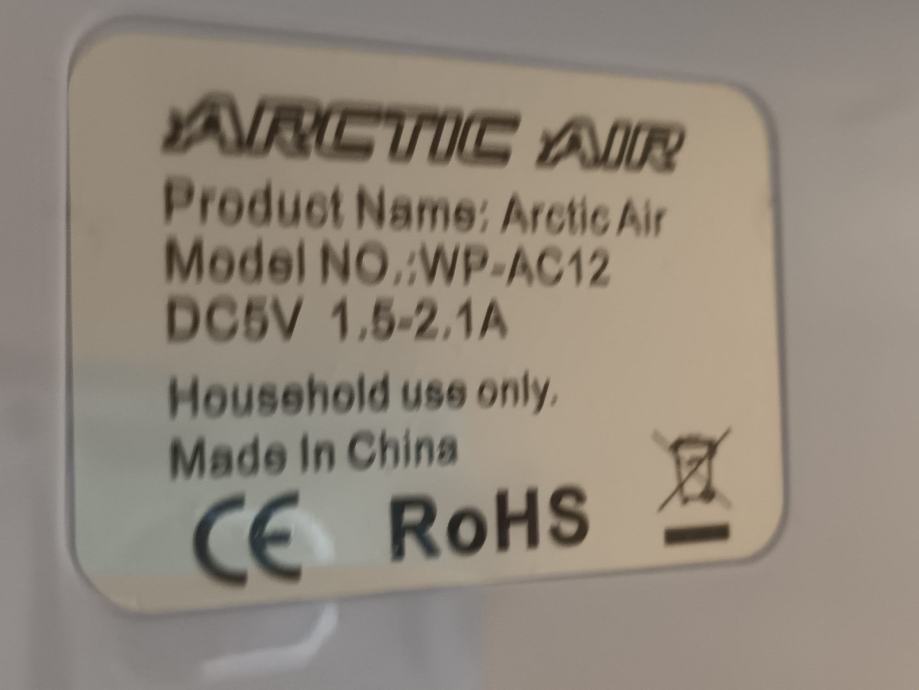 ARCTIC AIR
Product Name: Arctic Air
Model NO.:WP-AC12
DC5V 1.5-2.1A
Household use only.
Made In China
CE RoHS